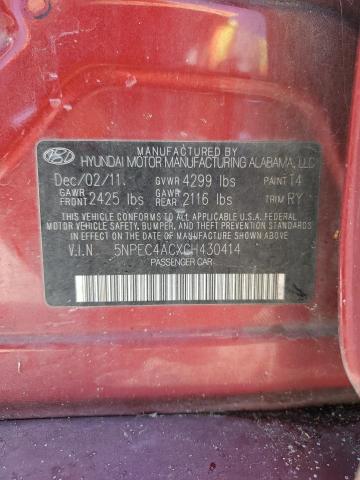 MANUFACTURED BY
HYUNDAI MOTOR MANUFACTURING ALABAMA, LLC
Dec/02/11. GVWR 4299 lbs PAINT T4
GAWR FRONT 2425 lbs GAWR REAR 2116 lbs TRIM RY
THIS VEHICLE CONFORMS TO ALL APPLICABLE U.S.A. FEDERAL
MOTOR VEHICLE SAFETY, BUMPER, AND THEFT PREVENTION
STANDARDS IN EFFECT ON THE DATE OF MANUFACTURE SHOWN ABOVE.
V.I.N. 5NPEC4ACXCH430414
PASSENGER CAR